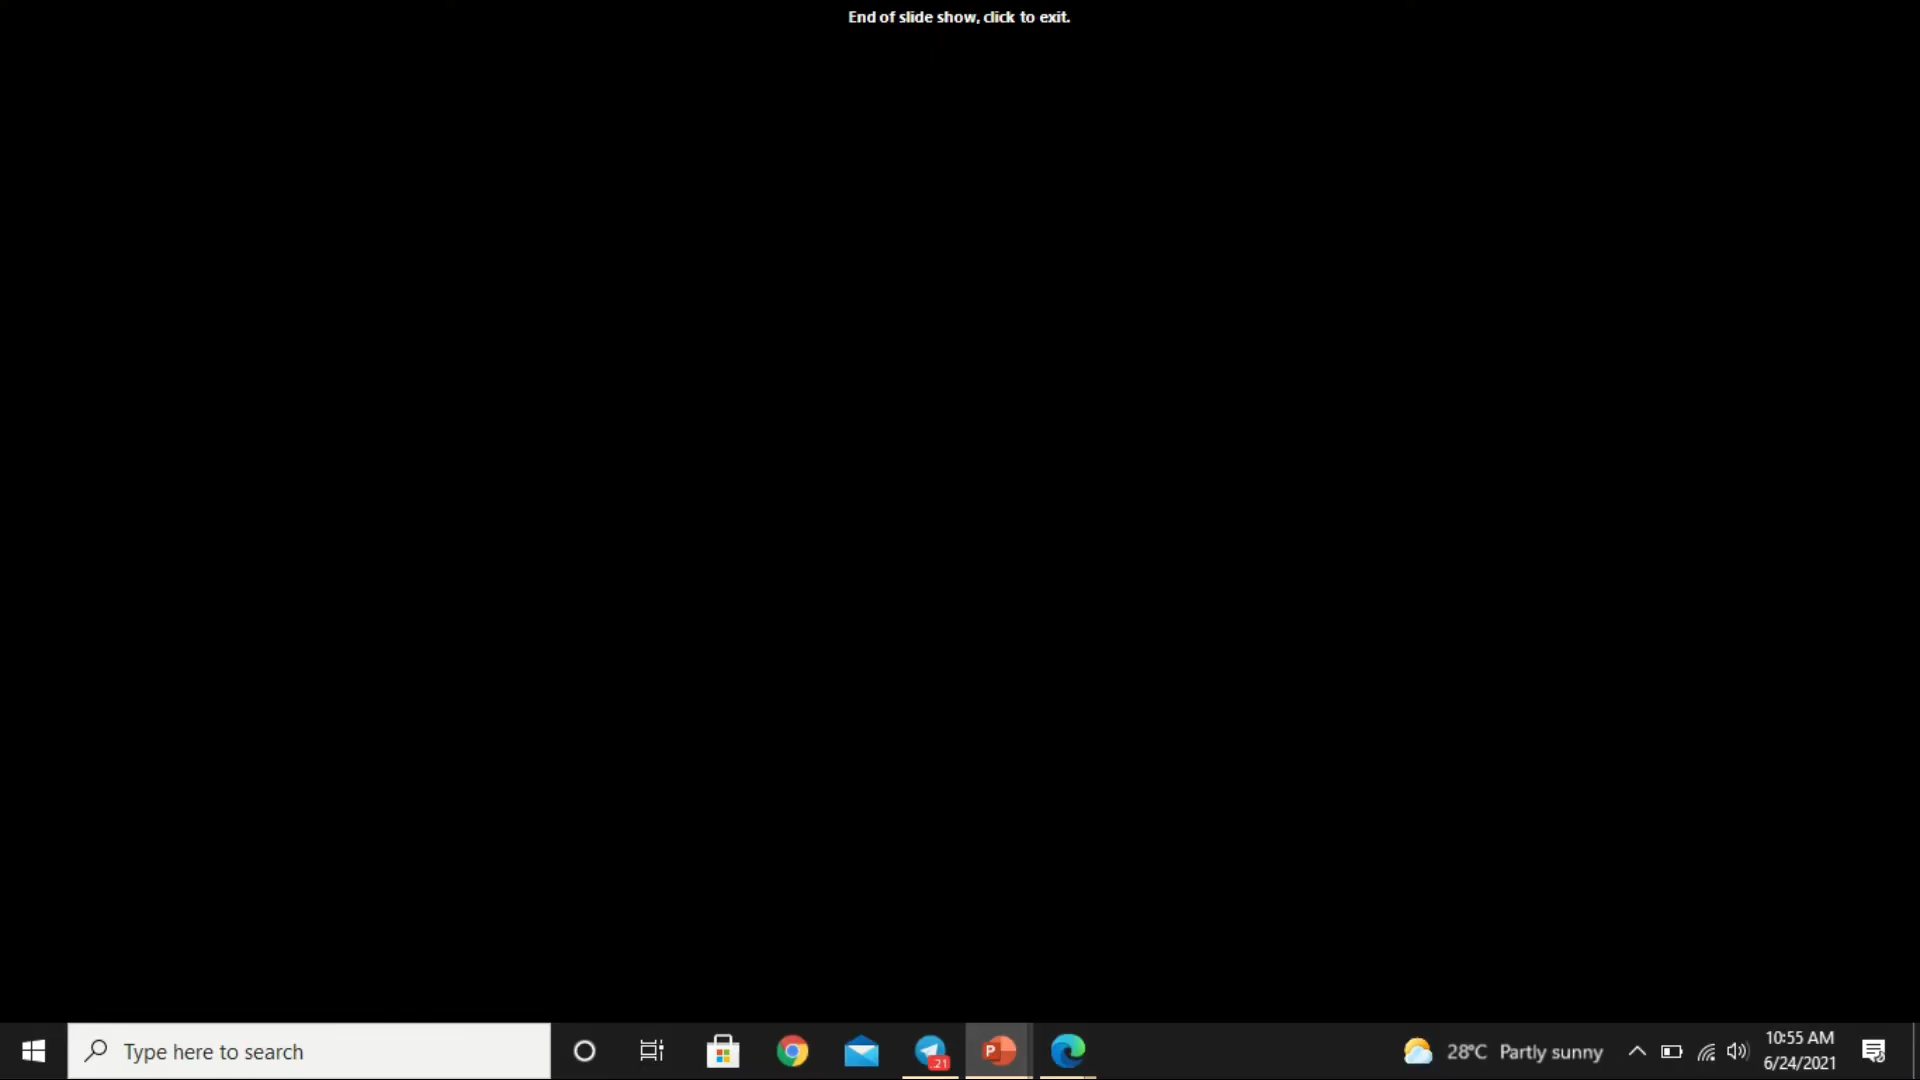 End of slide show, click to exit.
Type here to search
21
28°C Partly sunny
10:55 AM
6/24/2021